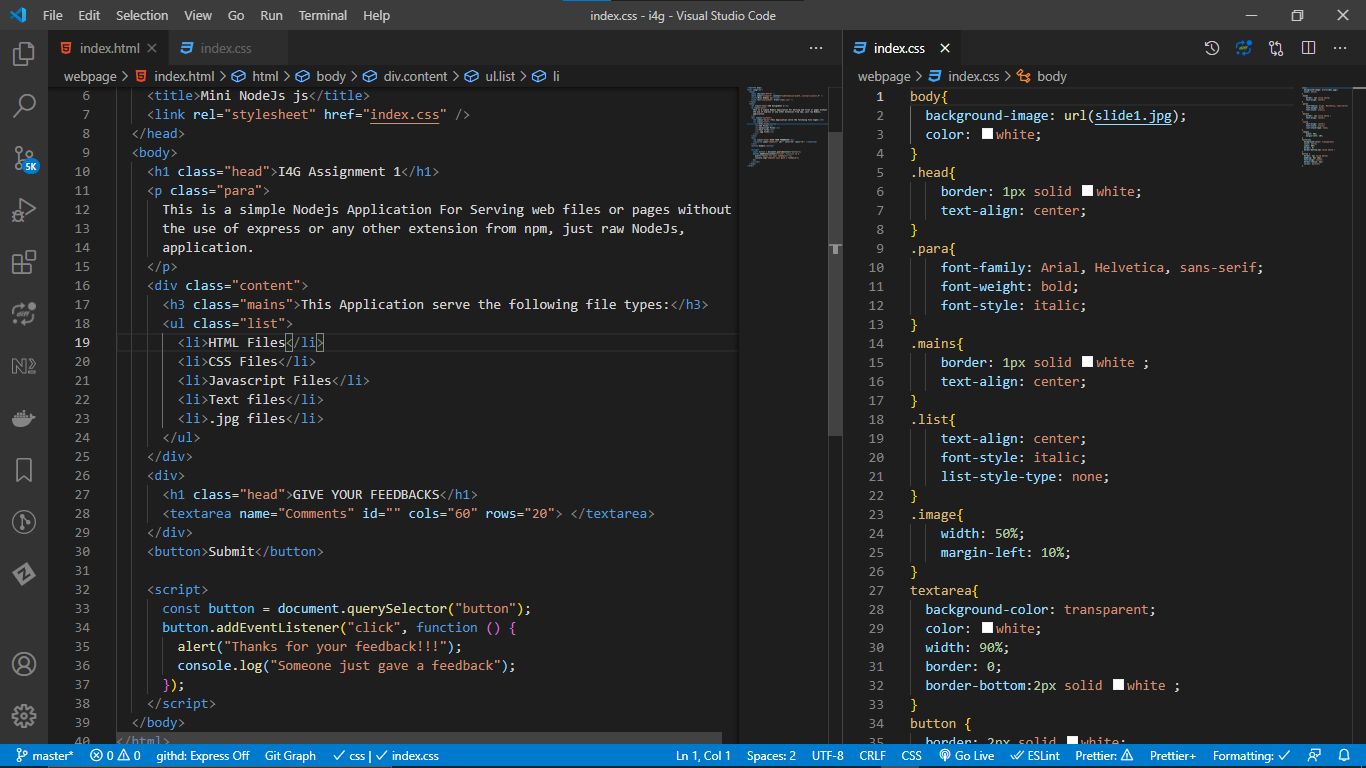 File Edit Selection View Go Run Terminal Help
index.css - i4g - Visual Studio Code
index.html
index.css
index.css
webpage > index.html > html > body > div.content > ul.list > li
webpage > index.css > body
5K
6 <title>Mini NodeJs js</title>
7 <link rel="stylesheet" href="index.css" />
8 </head>
9 <body>
10 <h1 class="head">I4G Assignment 1</h1>
11 <p class="para">
12 This is a simple Nodejs Application For Serving web files or pages without
13 the use of express or any other extension from npm, just raw NodeJs,
14 application.
15 </p>
16 <div class="content">
17 <h3 class="mains">This Application serve the following file types:</h3>
18 <ul class="list">
19 <li>HTML Files</li>
20 <li>CSS Files</li>
21 <li>Javascript Files</li>
22 <li>Text files</li>
23 <li>.jpg files</li>
24 </ul>
25 </div>
26 <div>
27 <h1 class="head">GIVE YOUR FEEDBACKS</h1>
28 <textarea name="Comments" id="" cols="60" rows="20"> </textarea>
29 </div>
30 <button>Submit</button>
31
32 <script>
33 const button = document.querySelector("button");
34 button.addEventListener("click", function () {
35 alert("Thanks for your feedback!!!");
36 console.log("Someone just gave a feedback");
37 });
38 </script>
39 </body>
40 </html>
1 body{
2 background-image: url(slide1.jpg);
3 color: white;
4 }
5 .head{
6 border: 1px solid white;
7 text-align: center;
8 }
9 .para{
10 font-family: Arial, Helvetica, sans-serif;
11 font-weight: bold;
12 font-style: italic;
13 }
14 .mains{
15 border: 1px solid white ;
16 text-align: center;
17 }
18 .list{
19 text-align: center;
20 font-style: italic;
21 list-style-type: none;
22 }
23 .image{
24 width: 50%;
25 margin-left: 10%;
26 }
27 textarea{
28 background-color: transparent;
29 color: white;
30 width: 90%;
31 border: 0;
32 border-bottom:2px solid white ;
33 }
34 button {
35 border: 2px solid white;
master* 0 0 githd: Express Off Git Graph css | index.css Ln 1, Col 1 Spaces: 2 UTF-8 CRLF CSS Go Live ESLint Prettier: Prettier+ Formatting: